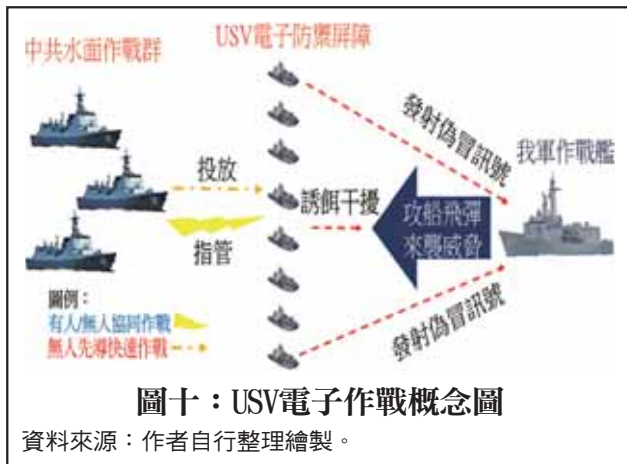 USV電子防禦屏障
中共水面作戰群
發射偽冒訊號
投放
誘餌干擾
攻船飛彈
來襲威脅
我軍作戰艦
指管
發射偽冒訊號
圖例：
有人/無人協同作戰
無人先導快速作戰
圖十：USV電子作戰概念圖
資料來源：作者自行整理繪製。